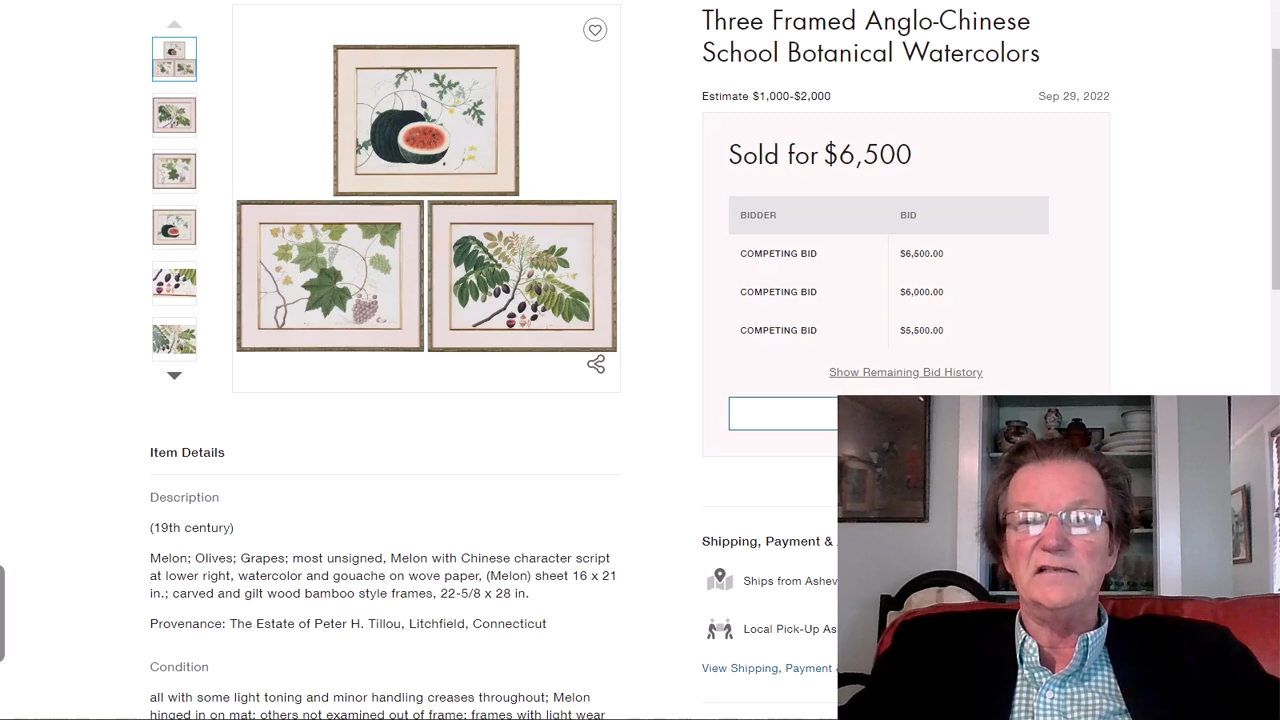 Three Framed Anglo-Chinese
School Botanical Watercolors
Estimate $1,000-$2,000
Sep 29, 2022
Sold for $6,500
BIDDER BID
COMPETING BID $6,500.00
COMPETING BID $6,000.00
COMPETING BID $5,500.00
Show Remaining Bid History
Item Details
Description
(19th century)
Melon; Olives; Grapes; most unsigned, Melon with Chinese character script
at lower right, watercolor and gouache on wove paper, (Melon) sheet 16 x 21
in.; carved and gilt wood bamboo style frames, 22-5/8 x 28 in.
Provenance: The Estate of Peter H. Tillou, Litchfield, Connecticut
Condition
all with some light toning and minor handling creases throughout; Melon
hinged in on mat; others not examined out of frame; frames with light wear
Shipping, Payment &
Ships from Ashev
Local Pick-Up As
View Shipping, Payment